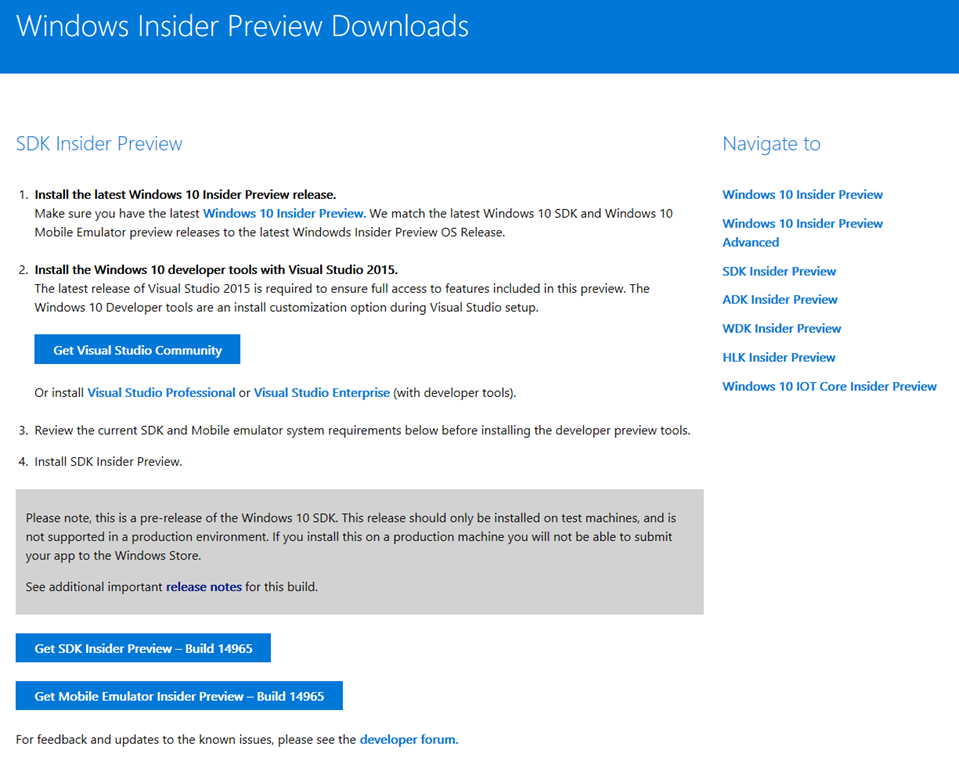 Windows Insider Preview Downloads
SDK Insider Preview
1. Install the latest Windows 10 Insider Preview release.
Make sure you have the latest Windows 10 Insider Preview. We match the latest Windows 10 SDK and Windows 10
Mobile Emulator preview releases to the latest Windowds Insider Preview OS Release.
2. Install the Windows 10 developer tools with Visual Studio 2015.
The latest release of Visual Studio 2015 is required to ensure full access to features included in this preview. The
Windows 10 Developer tools are an install customization option during Visual Studio setup.
Get Visual Studio Community
Or install Visual Studio Professional or Visual Studio Enterprise (with developer tools).
3. Review the current SDK and Mobile emulator system requirements below before installing the developer preview tools.
4. Install SDK Insider Preview.
Please note, this is a pre-release of the Windows 10 SDK. This release should only be installed on test machines, and is
not supported in a production environment. If you install this on a production machine you will not be able to submit
your app to the Windows Store.
See additional important release notes for this build.
Get SDK Insider Preview – Build 14965
Get Mobile Emulator Insider Preview – Build 14965
For feedback and updates to the known issues, please see the developer forum.
Navigate to
Windows 10 Insider Preview
Windows 10 Insider Preview
Advanced
SDK Insider Preview
ADK Insider Preview
WDK Insider Preview
HLK Insider Preview
Windows 10 IOT Core Insider Preview